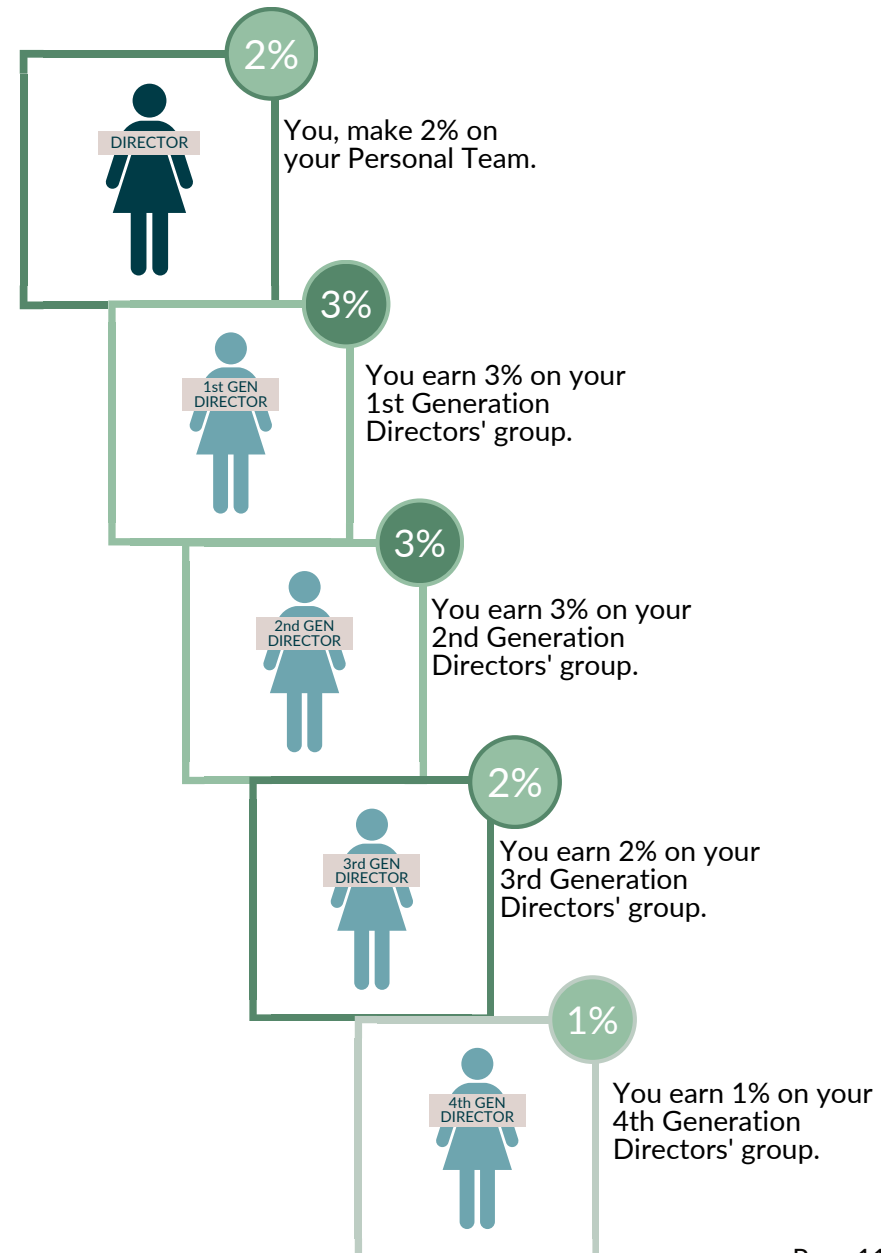 2%
DIRECTOR
You, make 2% on
your Personal Team.
3%
1st GEN
DIRECTOR
You earn 3% on your
1st Generation
Directors' group.
3%
2nd GEN
DIRECTOR
You earn 3% on your
2nd Generation
Directors' group.
2%
3rd GEN
DIRECTOR
You earn 2% on your
3rd Generation
Directors' group.
1%
4th GEN
DIRECTOR
You earn 1% on your
4th Generation
Directors' group.